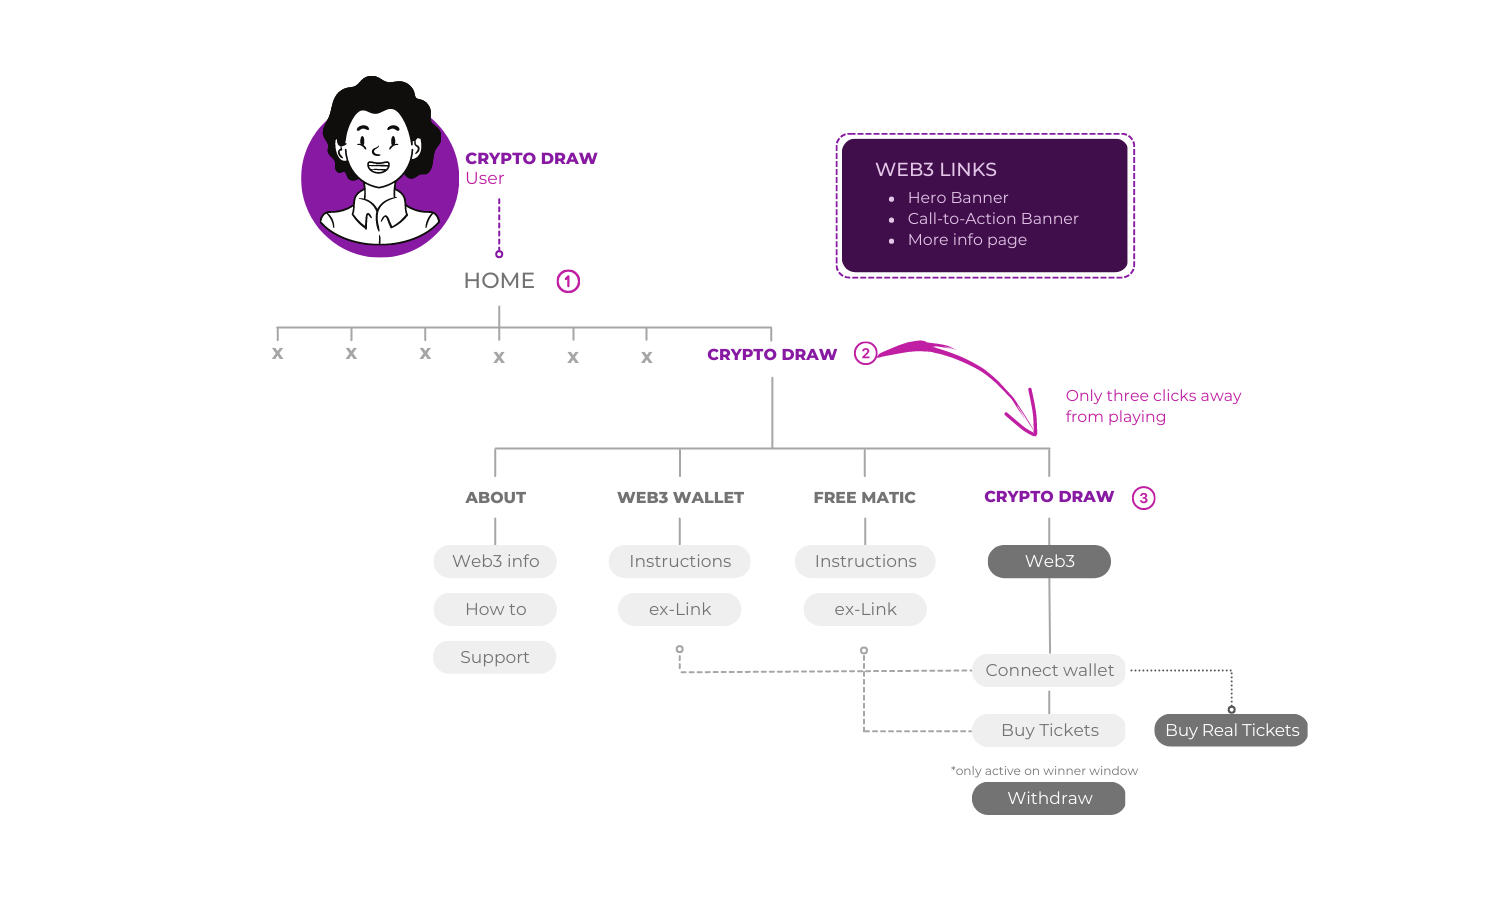 CRYPTO DRAW
User
WEB3 LINKS
• Hero Banner
• Call-to-Action Banner
• More info page
HOME 1
x x x x x x CRYPTO DRAW 2
Only three clicks away
from playing
ABOUT WEB3 WALLET FREE MATIC CRYPTO DRAW 3
Web3 info Instructions Instructions Web3
How to ex-Link ex-Link
Support
Connect wallet
Buy Tickets Buy Real Tickets
*only active on winner window
Withdraw